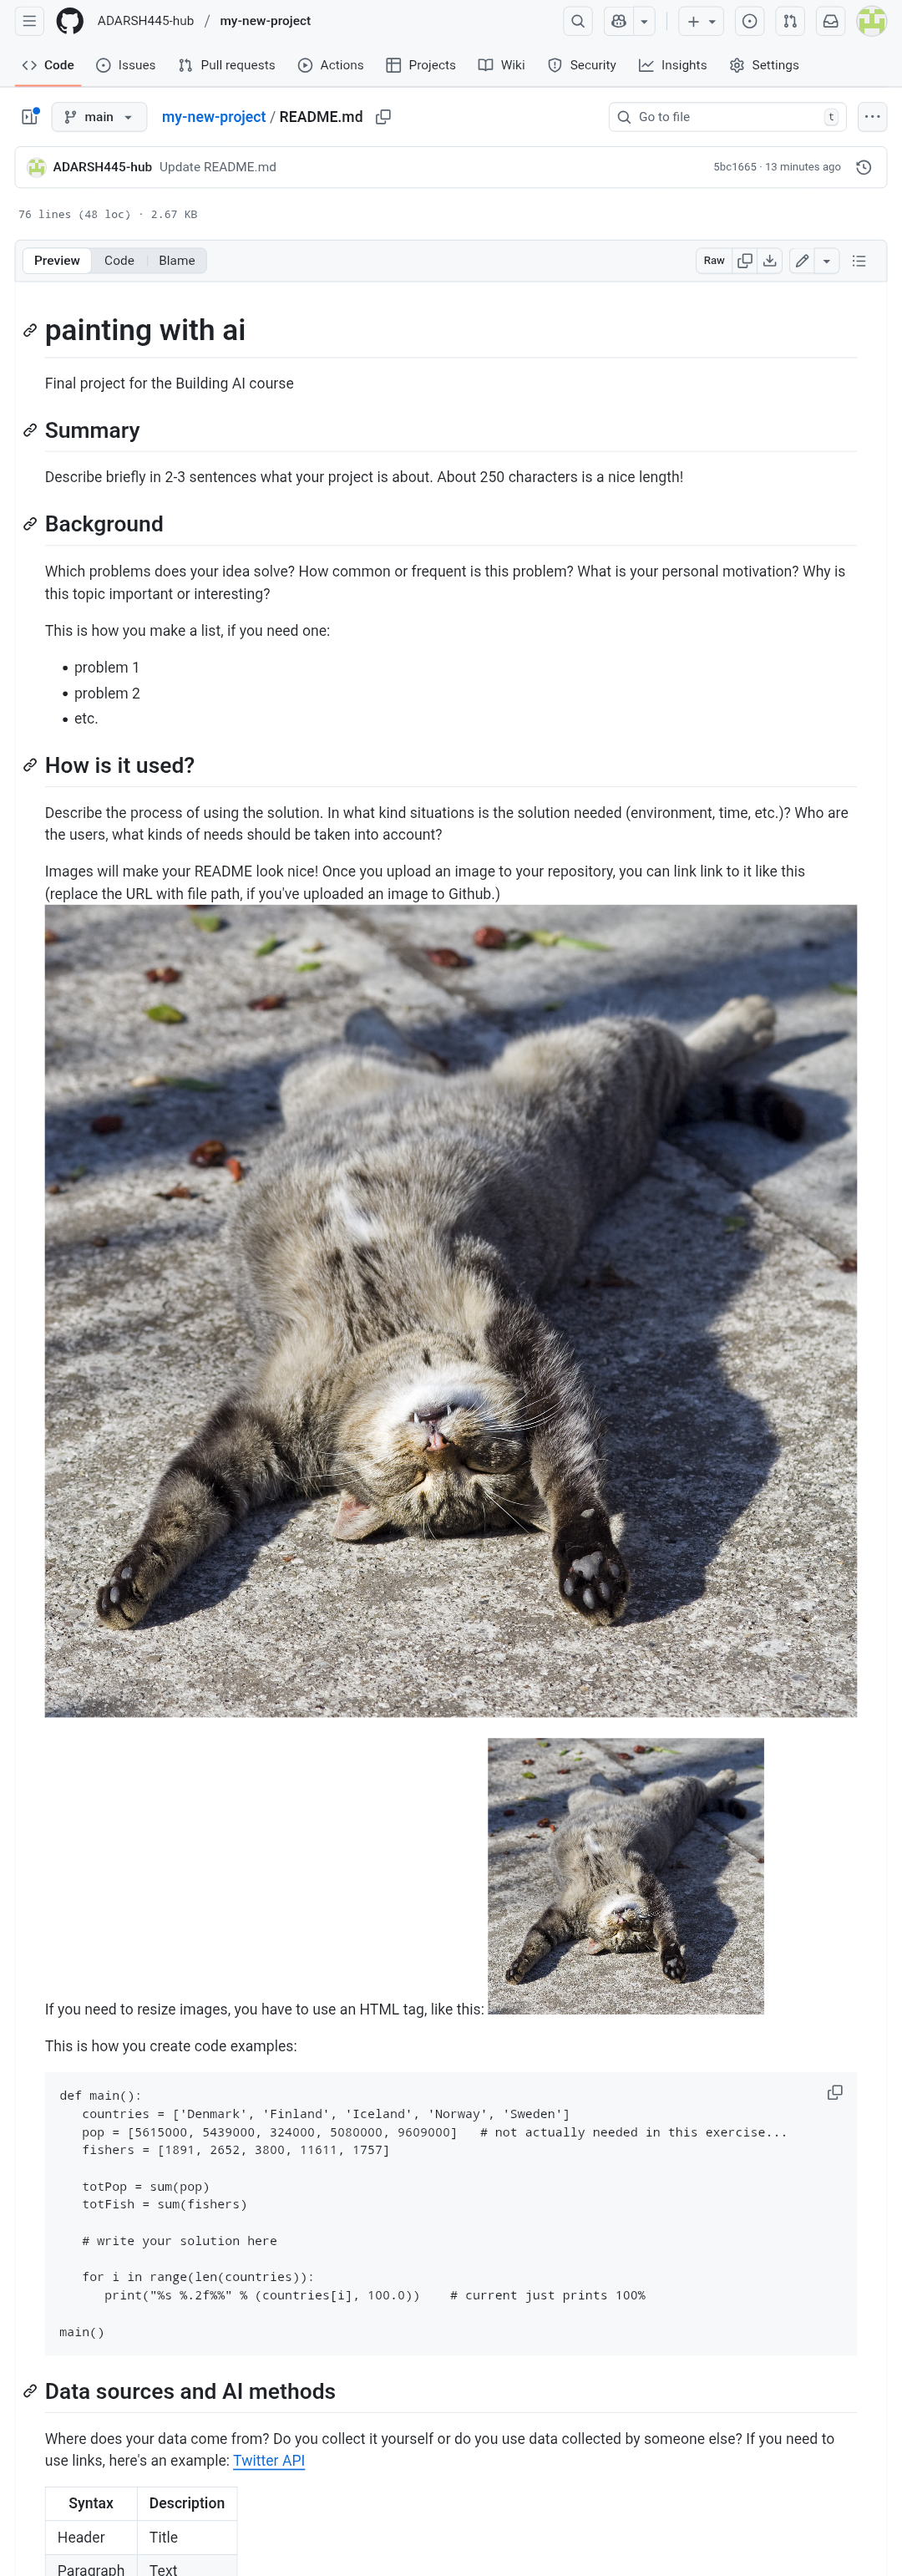 ADARSH445-hub / my-new-project
Code Issues Pull requests Actions Projects Wiki Security Insights Settings
main my-new-project / README.md Go to file t
ADARSH445-hub Update README.md 5bc1665 · 13 minutes ago
76 lines (48 loc) · 2.67 KB
Preview Code Blame Raw
painting with ai
Final project for the Building AI course
Summary
Describe briefly in 2-3 sentences what your project is about. About 250 characters is a nice length!
Background
Which problems does your idea solve? How common or frequent is this problem? What is your personal motivation? Why is
this topic important or interesting?
This is how you make a list, if you need one:
• problem 1
• problem 2
• etc.
How is it used?
Describe the process of using the solution. In what kind situations is the solution needed (environment, time, etc.)? Who are
the users, what kinds of needs should be taken into account?
Images will make your README look nice! Once you upload an image to your repository, you can link link to it like this
(replace the URL with file path, if you've uploaded an image to Github.)
If you need to resize images, you have to use an HTML tag, like this:
This is how you create code examples:
def main():
   countries = ['Denmark', 'Finland', 'Iceland', 'Norway', 'Sweden']
   pop = [5615000, 5439000, 324000, 5080000, 9609000]   # not actually needed in this exercise...
   fishers = [1891, 2652, 3800, 11611, 1757]
   totPop = sum(pop)
   totFish = sum(fishers)
   # write your solution here
   for i in range(len(countries)):
      print("%s %.2f%%" % (countries[i], 100.0))    # current just prints 100%
main()
Data sources and AI methods
Where does your data come from? Do you collect it yourself or do you use data collected by someone else? If you need to
use links, here's an example: Twitter API
Syntax Description
Header Title
Paragraph Text